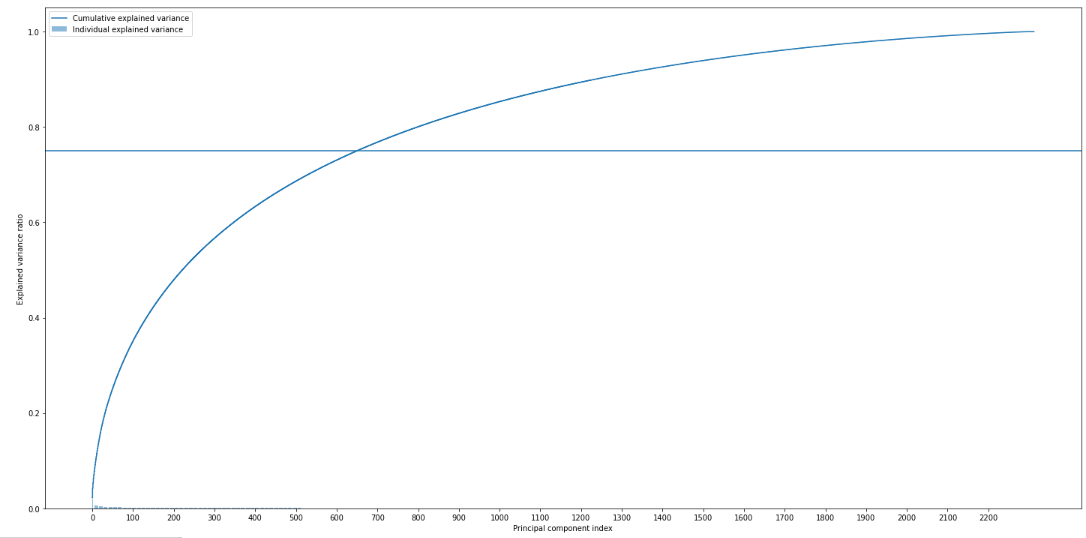 Cumulative explained variance
Individual explained variance
1.0
0.8
0.6
0.4
0.2
0.0
Explained variance ratio
0 100 200 300 400 500 600 700 800 900 1000 1100 1200 1300 1400 1500 1600 1700 1800 1900 2000 2100 2200
Principal component index